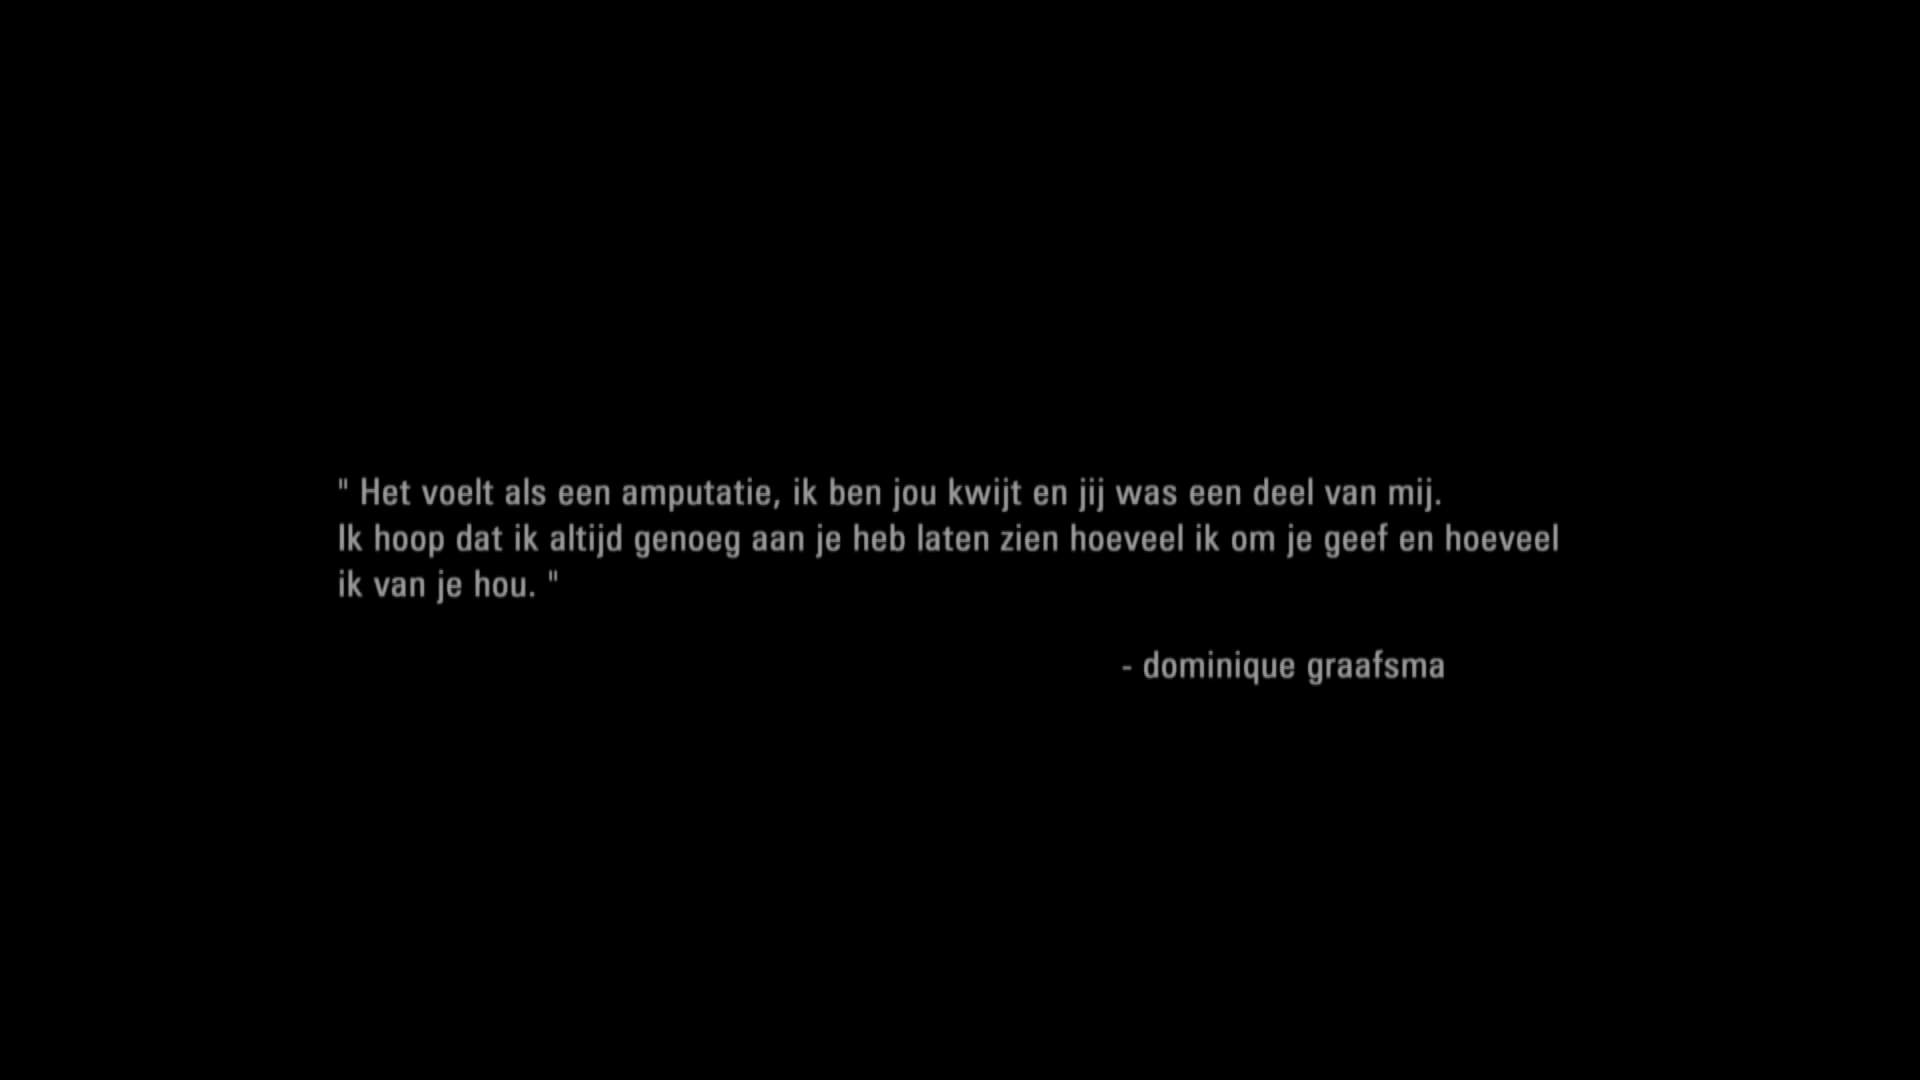 " Het voelt als een amputatie, ik ben jou kwijt en jij was een deel van mij.
Ik hoop dat ik altijd genoeg aan je heb laten zien hoeveel ik om je geef en hoeveel
ik van je hou. "
- dominique graafsma